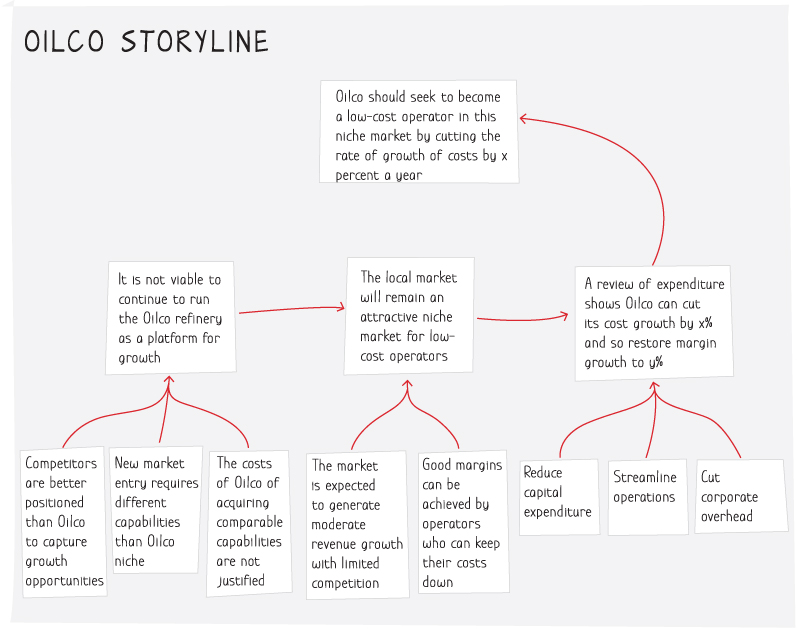 OILCO STORYLINE
Oilco should seek to become
a low-cost operator in this
niche market by cutting the
rate of growth of costs by x
percent a year
It is not viable to
continue to run
the Oilco refinery
as a platform for
growth
The local market
will remain an
attractive niche
market for low-
cost operators
A review of expenditure
shows Oilco can cut
its cost growth by x%
and so restore margin
growth to y%
Competitors
are better
positioned
than Oilco
to capture
growth
opportunities
New market
entry requires
different
capabilities
than Oilco
niche
The costs
of Oilco of
acquiring
comparable
capabilities
are not
justified
The market
is expected
to generate
moderate
revenue growth
with limited
competition
Good margins
can be
achieved by
operators
who can keep
their costs
down
Reduce
capital
expenditure
Streamline
operations
Cut
corporate
overhead